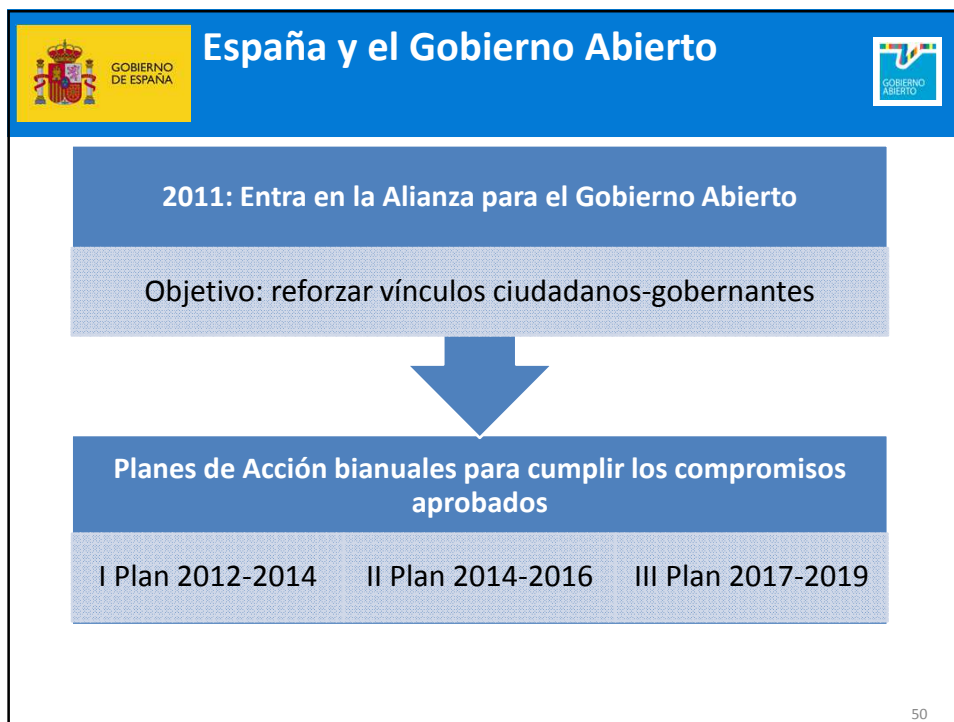 GOBIERNO
DE ESPAÑA
España y el Gobierno Abierto
GOBIERNO
ABIERTO
2011: Entra en la Alianza para el Gobierno Abierto
Objetivo: reforzar vínculos ciudadanos-gobernantes
Planes de Acción bianuales para cumplir los compromisos
aprobados
I Plan 2012-2014
II Plan 2014-2016
III Plan 2017-2019
50